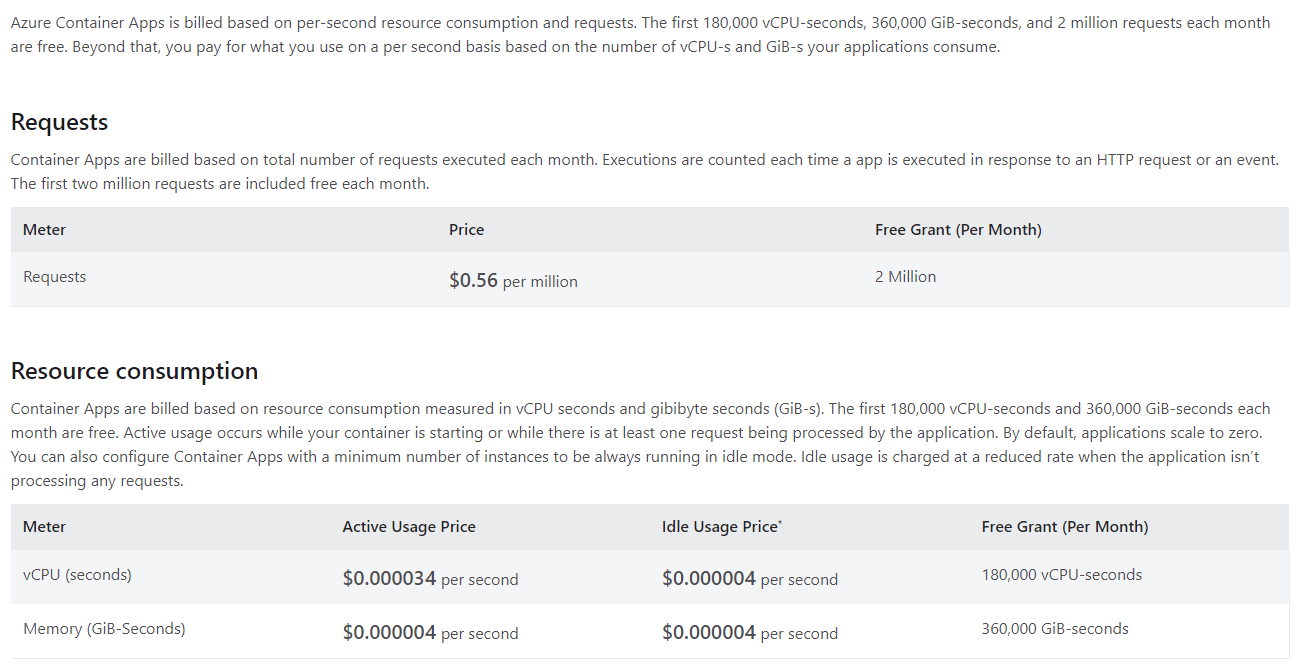 Azure Container Apps is billed based on per-second resource consumption and requests. The first 180,000 vCPU-seconds, 360,000 GiB-seconds, and 2 million requests each month
are free. Beyond that, you pay for what you use on a per second basis based on the number of vCPU-s and GiB-s your applications consume.
Requests
Container Apps are billed based on total number of requests executed each month. Executions are counted each time a app is executed in response to an HTTP request or an event.
The first two million requests are included free each month.
Meter Price Free Grant (Per Month)
Requests $0.56 per million 2 Million
Resource consumption
Container Apps are billed based on resource consumption measured in vCPU seconds and gibibyte seconds (GiB-s). The first 180,000 vCPU-seconds and 360,000 GiB-seconds each
month are free. Active usage occurs while your container is starting or while there is at least one request being processed by the application. By default, applications scale to zero.
You can also configure Container Apps with a minimum number of instances to be always running in idle mode. Idle usage is charged at a reduced rate when the application isn’t
processing any requests.
Meter Active Usage Price Idle Usage Price* Free Grant (Per Month)
vCPU (seconds) $0.000034 per second $0.000004 per second 180,000 vCPU-seconds
Memory (GiB-Seconds) $0.000004 per second $0.000004 per second 360,000 GiB-seconds